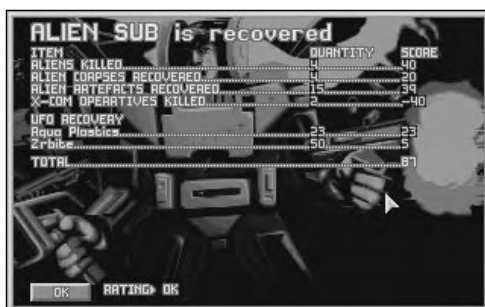 ALIEN SUB is recovered
ITEM QUANTITY SCORE
ALIENS KILLED 4 40
ALIEN CORPSES RECOVERED 4 20
ALIEN ARTEFACTS RECOVERED 15 39
X-COM OPERATIVES KILLED 2 -40
UFO RECOVERY
Aqua Plastics 23 23
Zrbite 50 5
TOTAL 87
OK RATING> OK